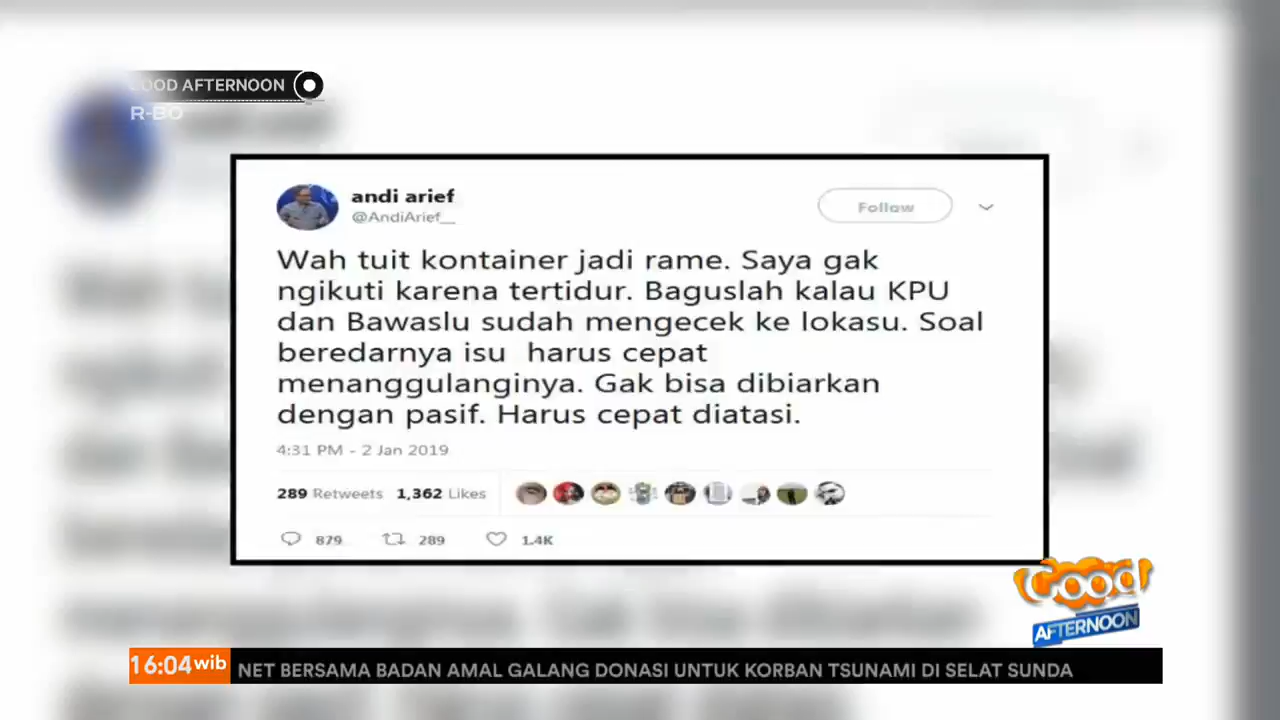 OOD AFTERNOON
R-BO
andi arief
@AndiArief__
Follow
Wah tuit kontainer jadi rame. Saya gak
ngikuti karena tertidur. Baguslah kalau KPU
dan Bawaslu sudah mengecek ke lokasu. Soal
beredarnya isu harus cepat
menanggulanginya. Gak bisa dibiarkan
dengan pasif. Harus cepat diatasi.
4:31 PM - 2 Jan 2019
289 Retweets 1,362 Likes
879 289 1.4K
Good
AFTERNOON
16:04 wib NET BERSAMA BADAN AMAL GALANG DONASI UNTUK KORBAN TSUNAMI DI SELAT SUNDA